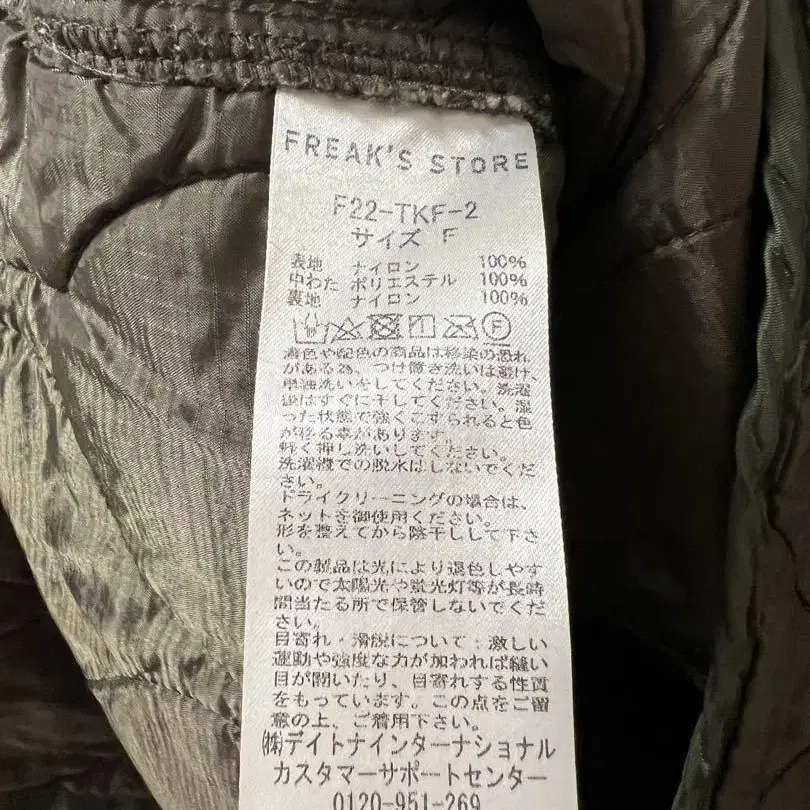 FREAK'S STORE
F22-TKF-2
サイズ F
表地 ナイロン 100%
中わた ポリエステル 100%
裏地 ナイロン 100%
濃色や配色の商品は移染の恐れ
がある為、つけ置き洗いは避け、
単独洗いをしてください。洗濯
後はすぐに干してください。湿
った状態で強くこすられると色
が移る事があります。
軽く押し洗いしてください。
洗濯機での脱水はしないでくだ
さい。
ドライクリーニングの場合は、
ネットを御使用ください。
形を整えてから陰干しして下さ
い。
この製品は光により退色しやす
いので太陽光や蛍光灯等が長時
間当たる所で保管しないでくだ
さい。
目寄れ・滑脱について：激しい
運動や強度な力が加われば縫い
目が開いたり、目寄れする性質
をもっています。この点をご留
意の上、ご着用下さい。
(株)デイトナインターナショナル
カスタマーサポートセンター
0120-951-269